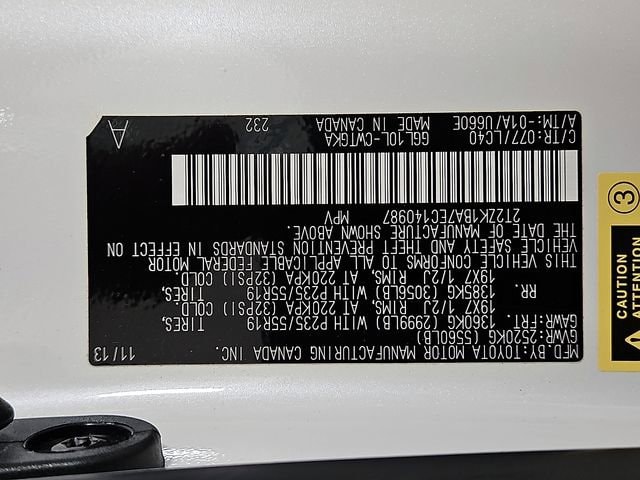 MFD.BY:TOYOTA MOTOR MANUFACTURING CANADA INC. 11/13
GVWR:2520KG(5560LB)
GAWR:FRT. 1360KG (2999LB) WITH P235/55R19 TIRES,
19X7 1/2J RIMS, AT 220KPA (32PSI) COLD
RR. 1385KG (3056LB) WITH P235/55R19 TIRES,
19X7 1/2J RIMS, AT 220KPA (32PSI) COLD
THIS VEHICLE CONFORMS TO ALL APPLICABLE FEDERAL MOTOR
VEHICLE SAFETY AND THEFT PREVENTION STANDARDS IN EFFECT ON
THE DATE OF MANUFACTURE SHOWN ABOVE.
2T2ZK1BA7EC140987 MPV
C/TR:077/LC40 GGL10L-CWTGKA
A/TM:-01A/U660E MADE IN CANADA 232
A
CAUTION
3